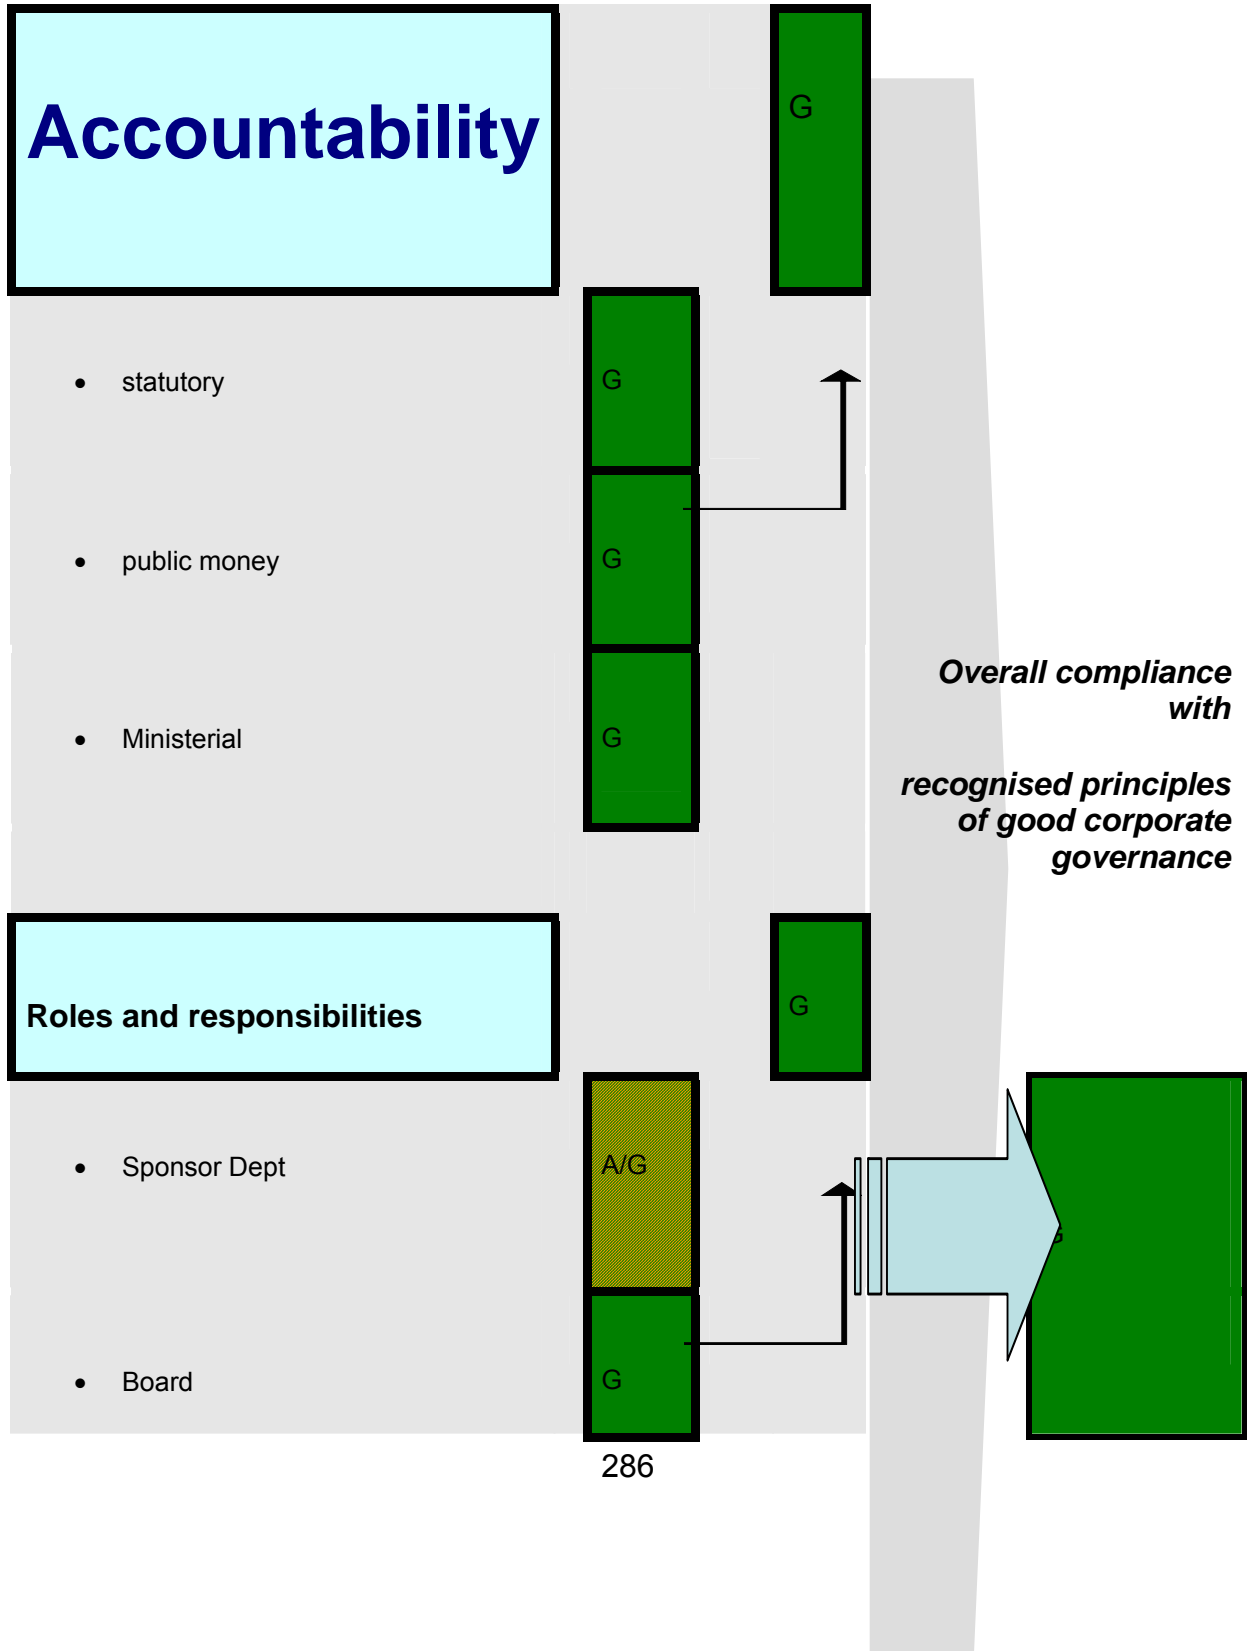 Accountability
G
• statutory
G
• public money
G
• Ministerial
G
Overall compliance
with
recognised principles
of good corporate
governance
Roles and responsibilities
G
• Sponsor Dept
A/G
G
• Board
G
286